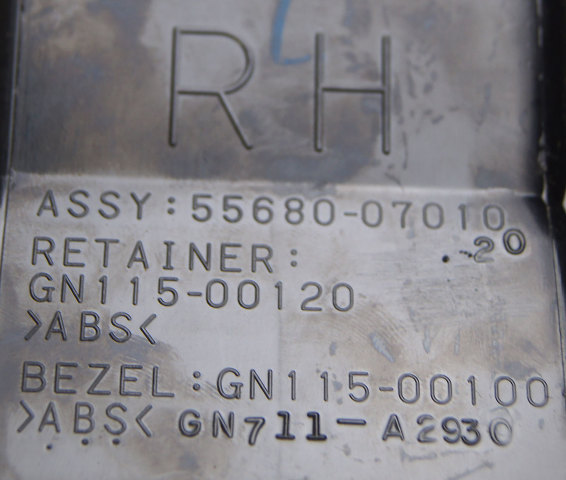 RH
ASSY:55680-07010
.-20
RETAINER:
GN115-00120
>ABS<
BEZEL:GN115-00100
>ABS< GN711-A2930